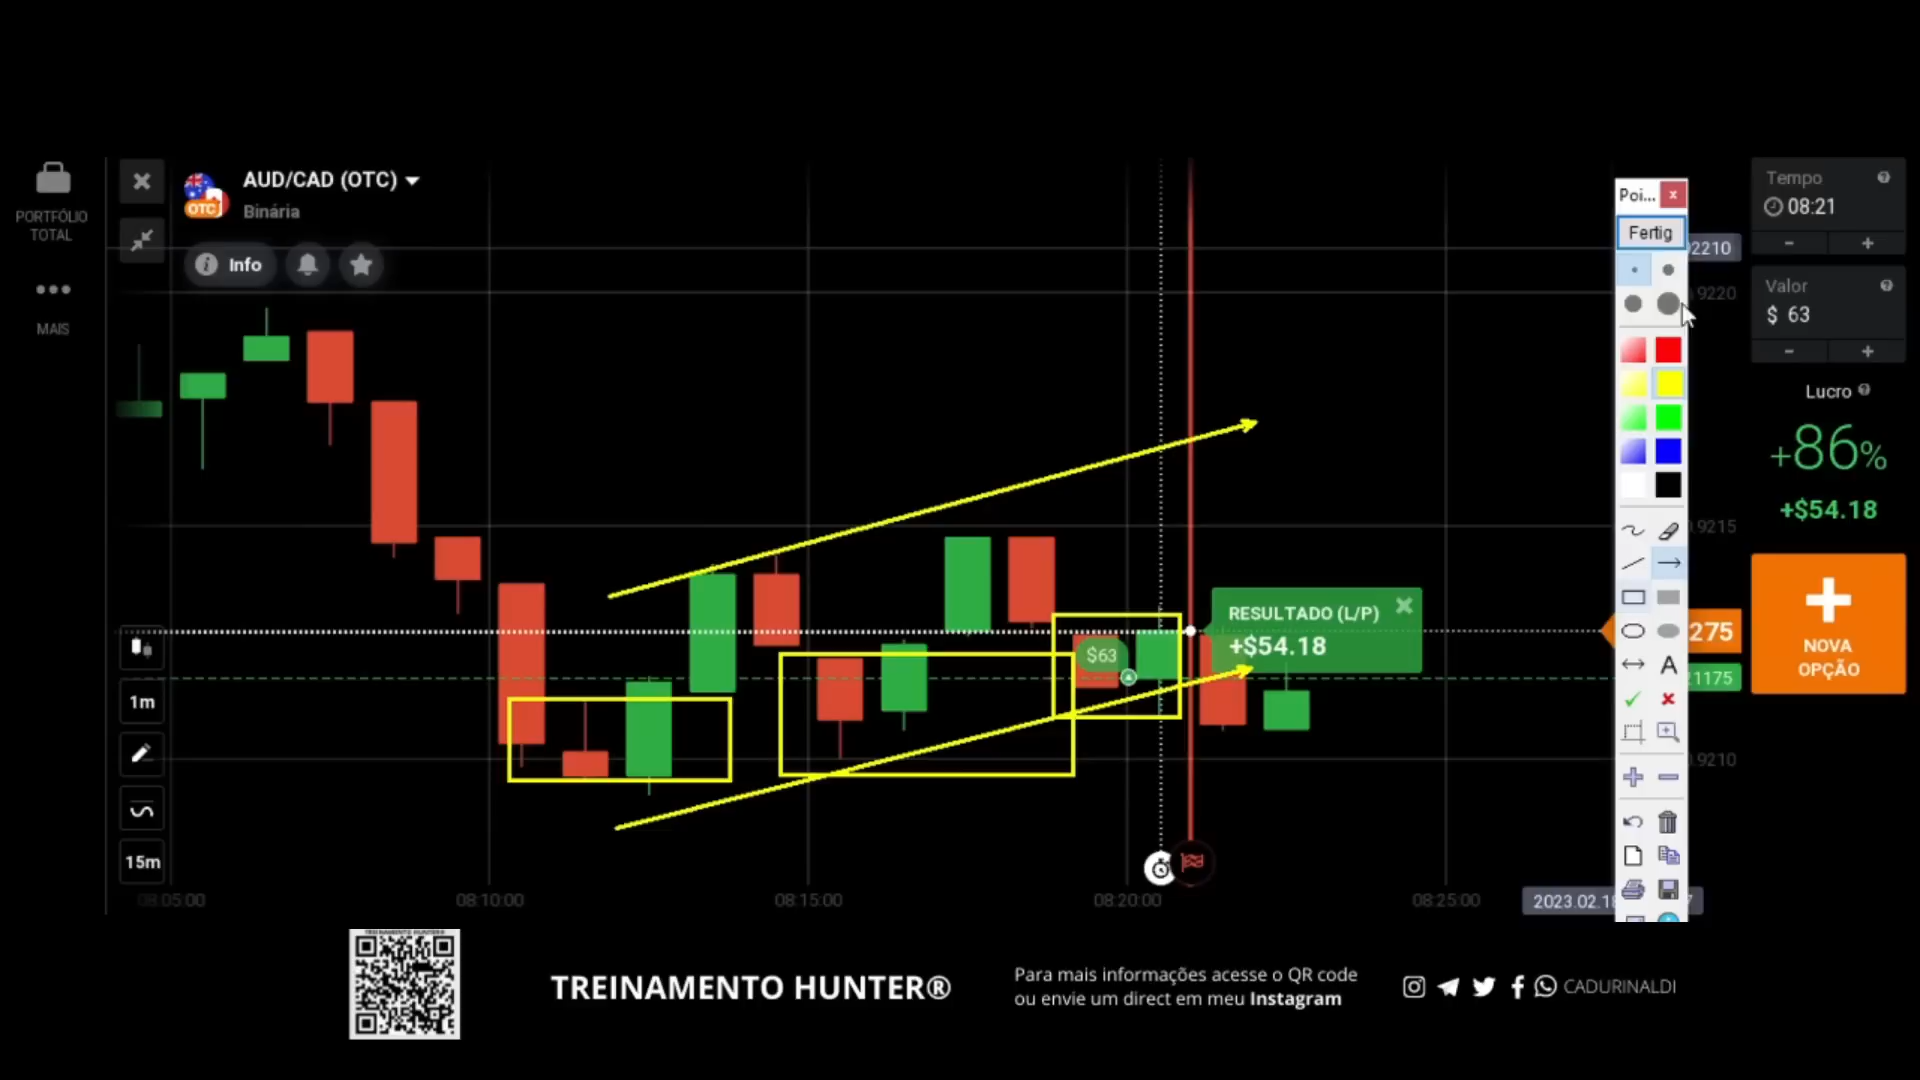 PORTFÓLIO
TOTAL
MAIS
AUD/CAD (OTC)
OTC
Binária
Info
1m
15m
08:05:00
08:10:00
08:15:00
08:20:00
08:25:00
2023.02.18
$63
RESULTADO (L/P)
+$54.18
Poi...
Fertig
A
2210
9220
9215
275
1175
9210
Tempo
08:21
Valor
$ 63
Lucro
+86%
+$54.18
NOVA
OPÇÃO
TREINAMENTO HUNTER®
Para mais informações acesse o QR code
ou envie um direct em meu Instagram
CADURINALDI